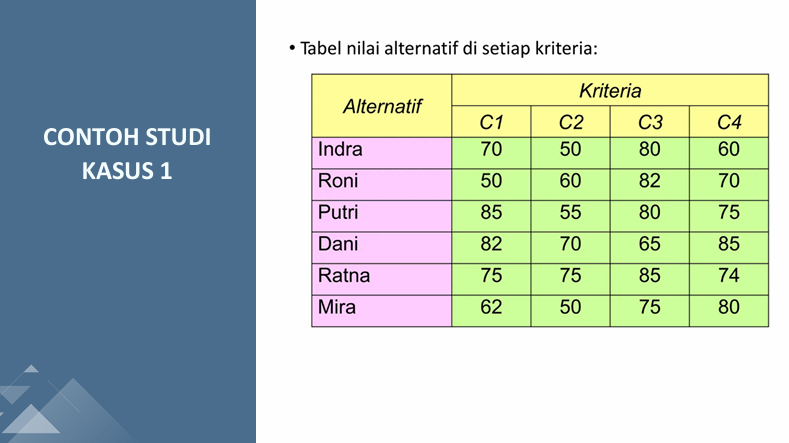 CONTOH STUDI
KASUS 1
• Tabel nilai alternatif di setiap kriteria:
Alternatif Kriteria
C1 C2 C3 C4
Indra 70 50 80 60
Roni 50 60 82 70
Putri 85 55 80 75
Dani 82 70 65 85
Ratna 75 75 85 74
Mira 62 50 75 80